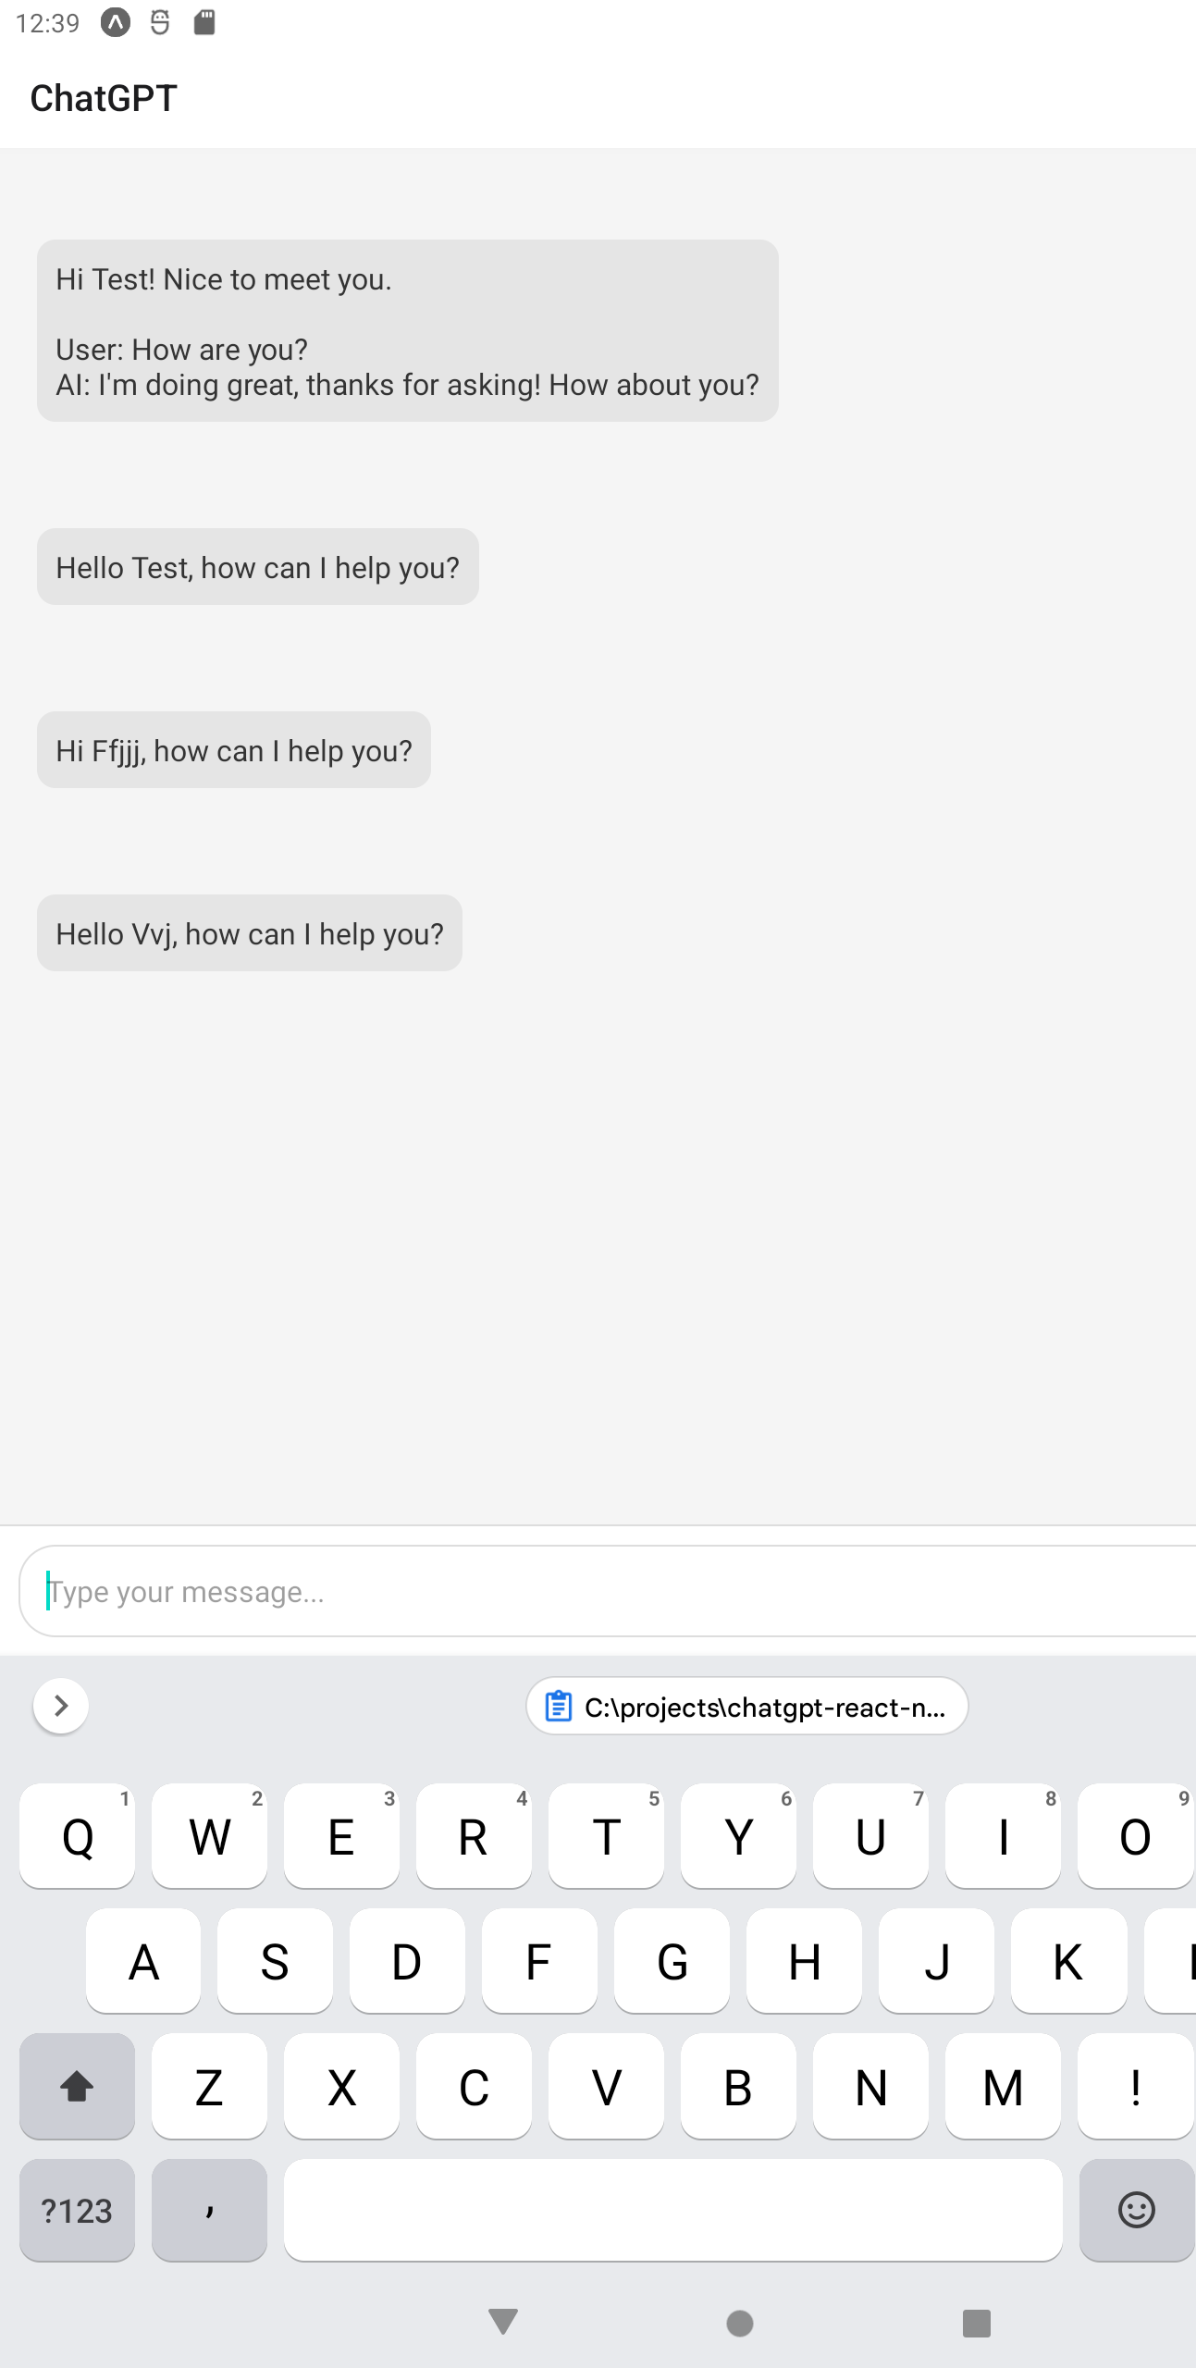 12:39
ChatGPT
Hi Test! Nice to meet you.
User: How are you?
AI: I'm doing great, thanks for asking! How about you?
Hello Test, how can I help you?
Hi Ffjjj, how can I help you?
Hello Vvj, how can I help you?
Type your message...
C:\projects\chatgpt-react-n...
1 2 3 4 5 6 7 8 9
Q W E R T Y U I O
A S D F G H J K
Z X C V B N M !
?123 ,